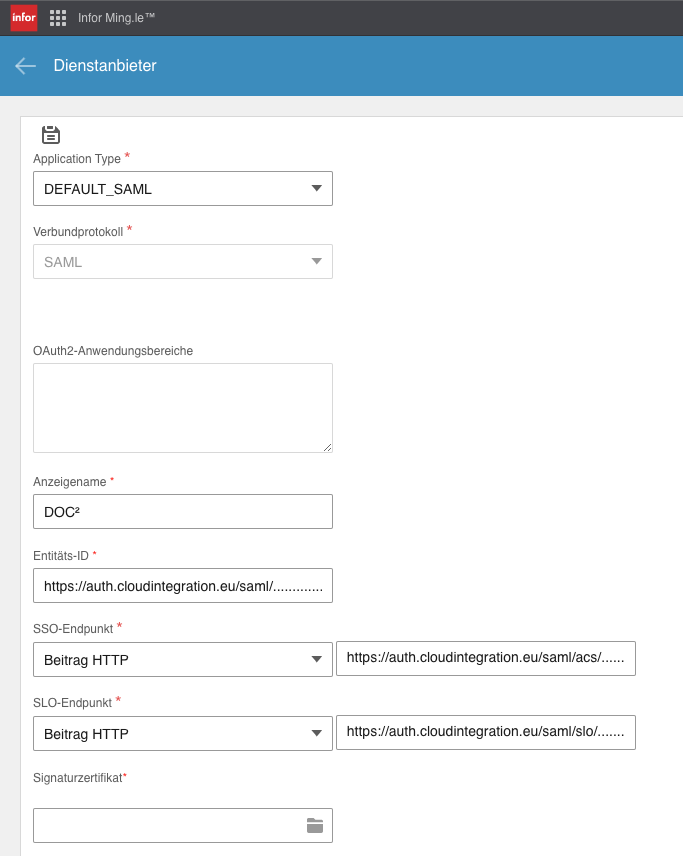 infor Infor Ming.le™
Dienstanbieter
Application Type *
DEFAULT_SAML
Verbundprotokoll *
SAML
OAuth2-Anwendungsbereiche
Anzeigename *
DOC²
Entitäts-ID *
https://auth.cloudintegration.eu/saml/.............
SSO-Endpunkt *
Beitrag HTTP https://auth.cloudintegration.eu/saml/acs/......
SLO-Endpunkt *
Beitrag HTTP https://auth.cloudintegration.eu/saml/slo/.......
Signaturzertifikat*